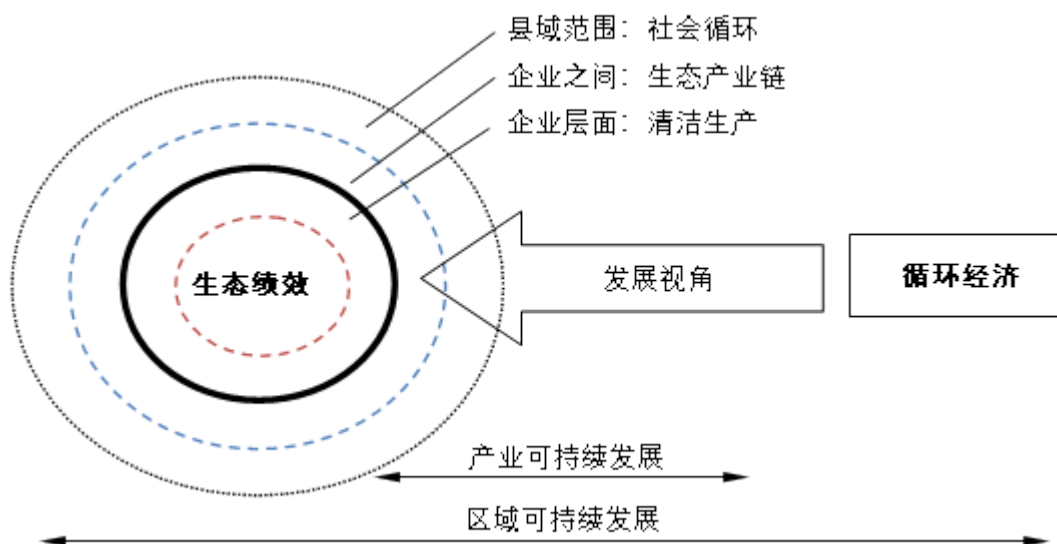 县域范围：社会循环
企业之间：生态产业链
企业层面：清洁生产
生态绩效
发展视角
循环经济
产业可持续发展
区域可持续发展